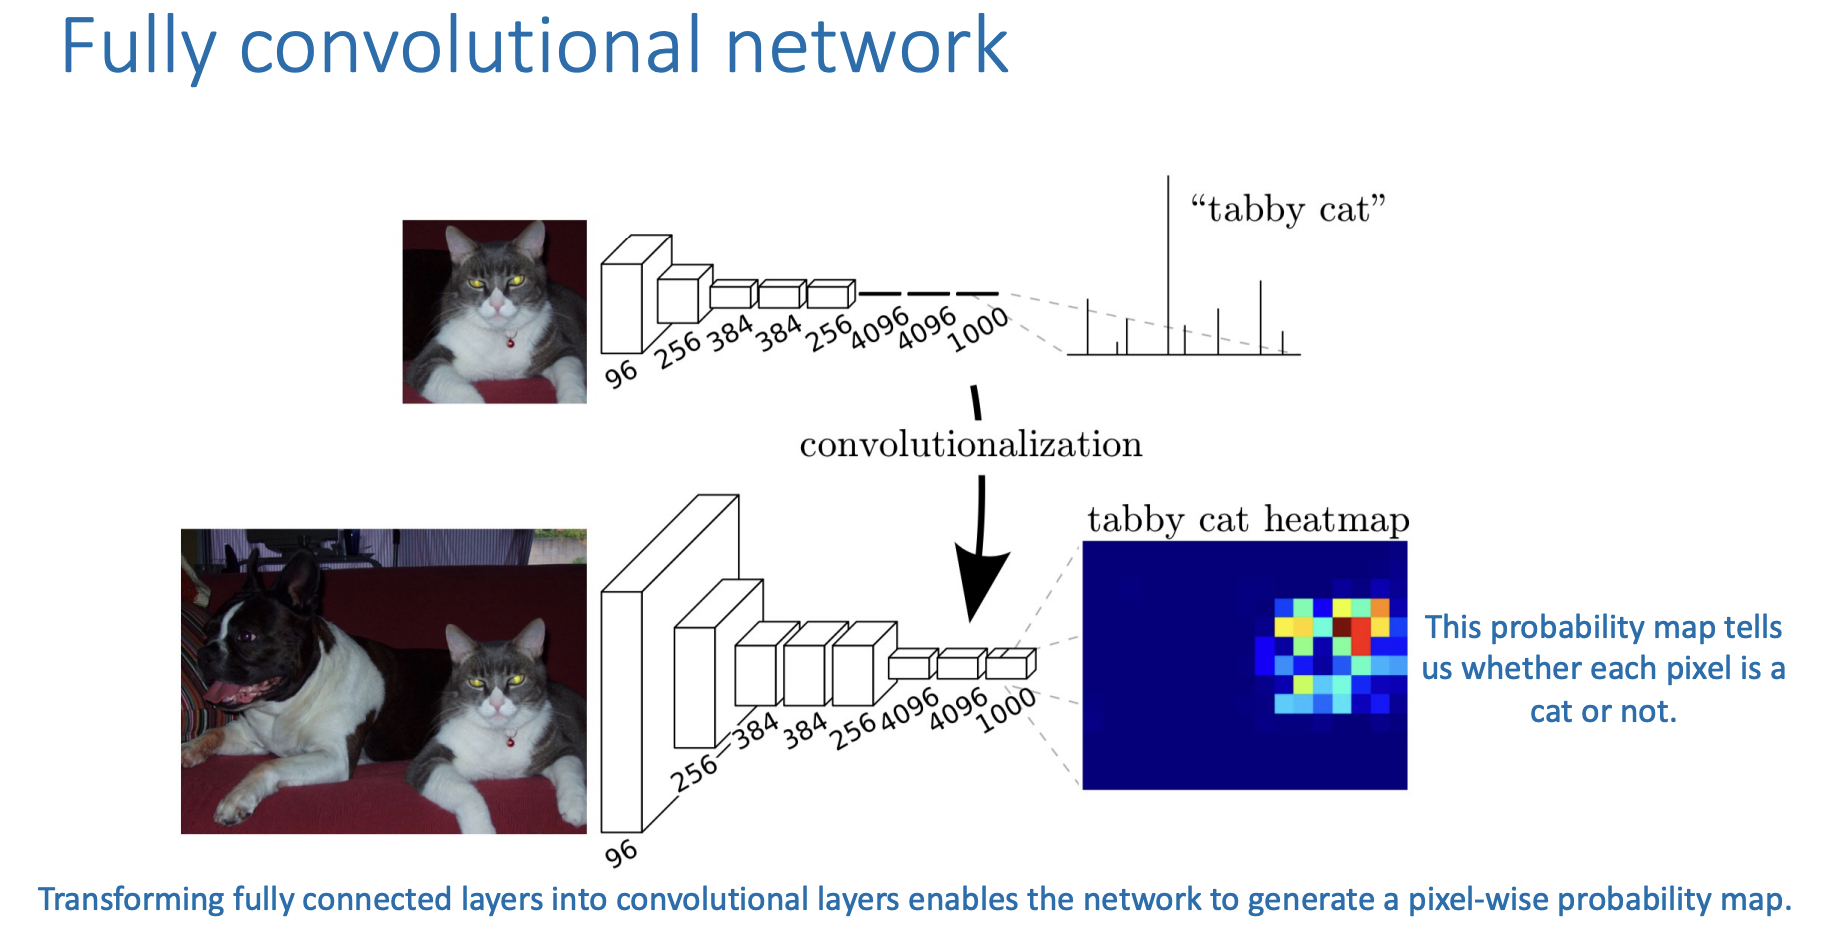 Fully convolutional network
“tabby cat”
96
256
384
384
256
4096
4096
1000
convolutionalization
tabby cat heatmap
This probability map tells
us whether each pixel is a
cat or not.
96
256
384
384
256
4096
4096
1000
Transforming fully connected layers into convolutional layers enables the network to generate a pixel-wise probability map.